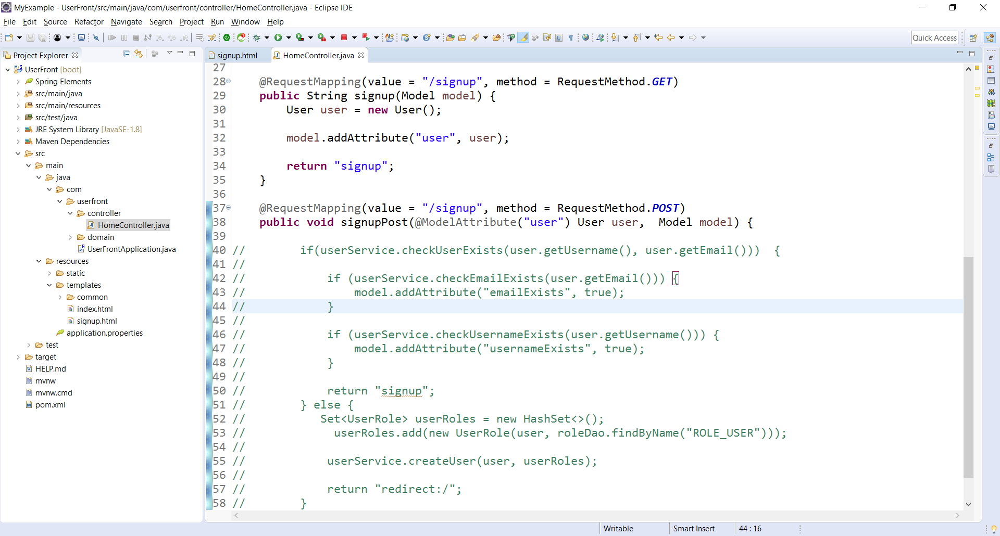 MyExample - UserFront/src/main/java/com/userfront/controller/HomeController.java - Eclipse IDE
File Edit Source Refactor Navigate Search Project Run Window Help
Quick Access
Project Explorer
UserFront [boot]
Spring Elements
src/main/java
src/main/resources
src/test/java
JRE System Library [JavaSE-1.8]
Maven Dependencies
src
main
java
com
userfront
controller
HomeController.java
domain
UserFrontApplication.java
resources
static
templates
common
index.html
signup.html
application.properties
test
target
HELP.md
mvnw
mvnw.cmd
pom.xml
signup.html HomeController.java
27
28 @RequestMapping(value = "/signup", method = RequestMethod.GET)
29 public String signup(Model model) {
30 User user = new User();
31
32 model.addAttribute("user", user);
33
34 return "signup";
35 }
36
37 @RequestMapping(value = "/signup", method = RequestMethod.POST)
38 public void signupPost(@ModelAttribute("user") User user,  Model model) {
39
40 // if(userService.checkUserExists(user.getUsername(), user.getEmail()))  {
41 //
42 // if (userService.checkEmailExists(user.getEmail())) {
43 // model.addAttribute("emailExists", true);
44 // }
45 //
46 // if (userService.checkUsernameExists(user.getUsername())) {
47 // model.addAttribute("usernameExists", true);
48 // }
49 //
50 // return "signup";
51 // } else {
52 // Set<UserRole> userRoles = new HashSet<>();
53 // userRoles.add(new UserRole(user, roleDao.findByName("ROLE_USER")));
54 //
55 // userService.createUser(user, userRoles);
56 //
57 // return "redirect:/";
58 // }
Writable Smart Insert 44 : 16